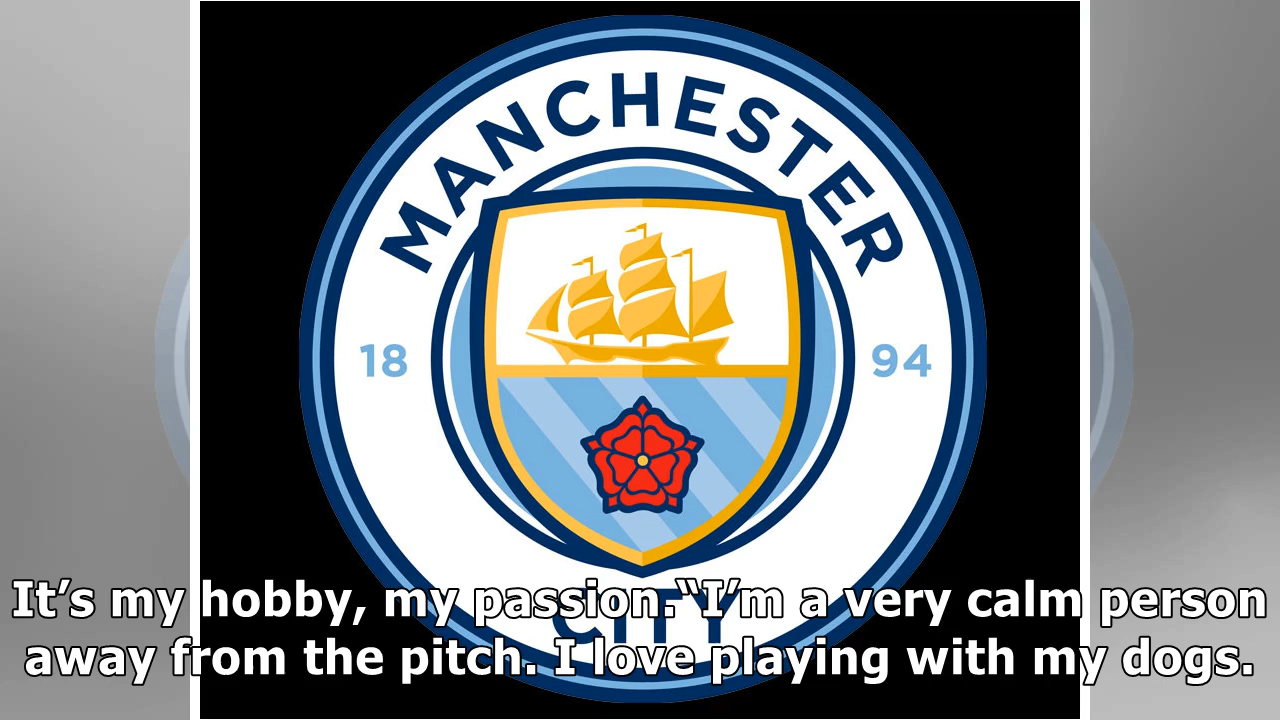 MANCHESTER
18 94
CITY
It’s my hobby, my passion.“I’m a very calm person
away from the pitch. I love playing with my dogs.